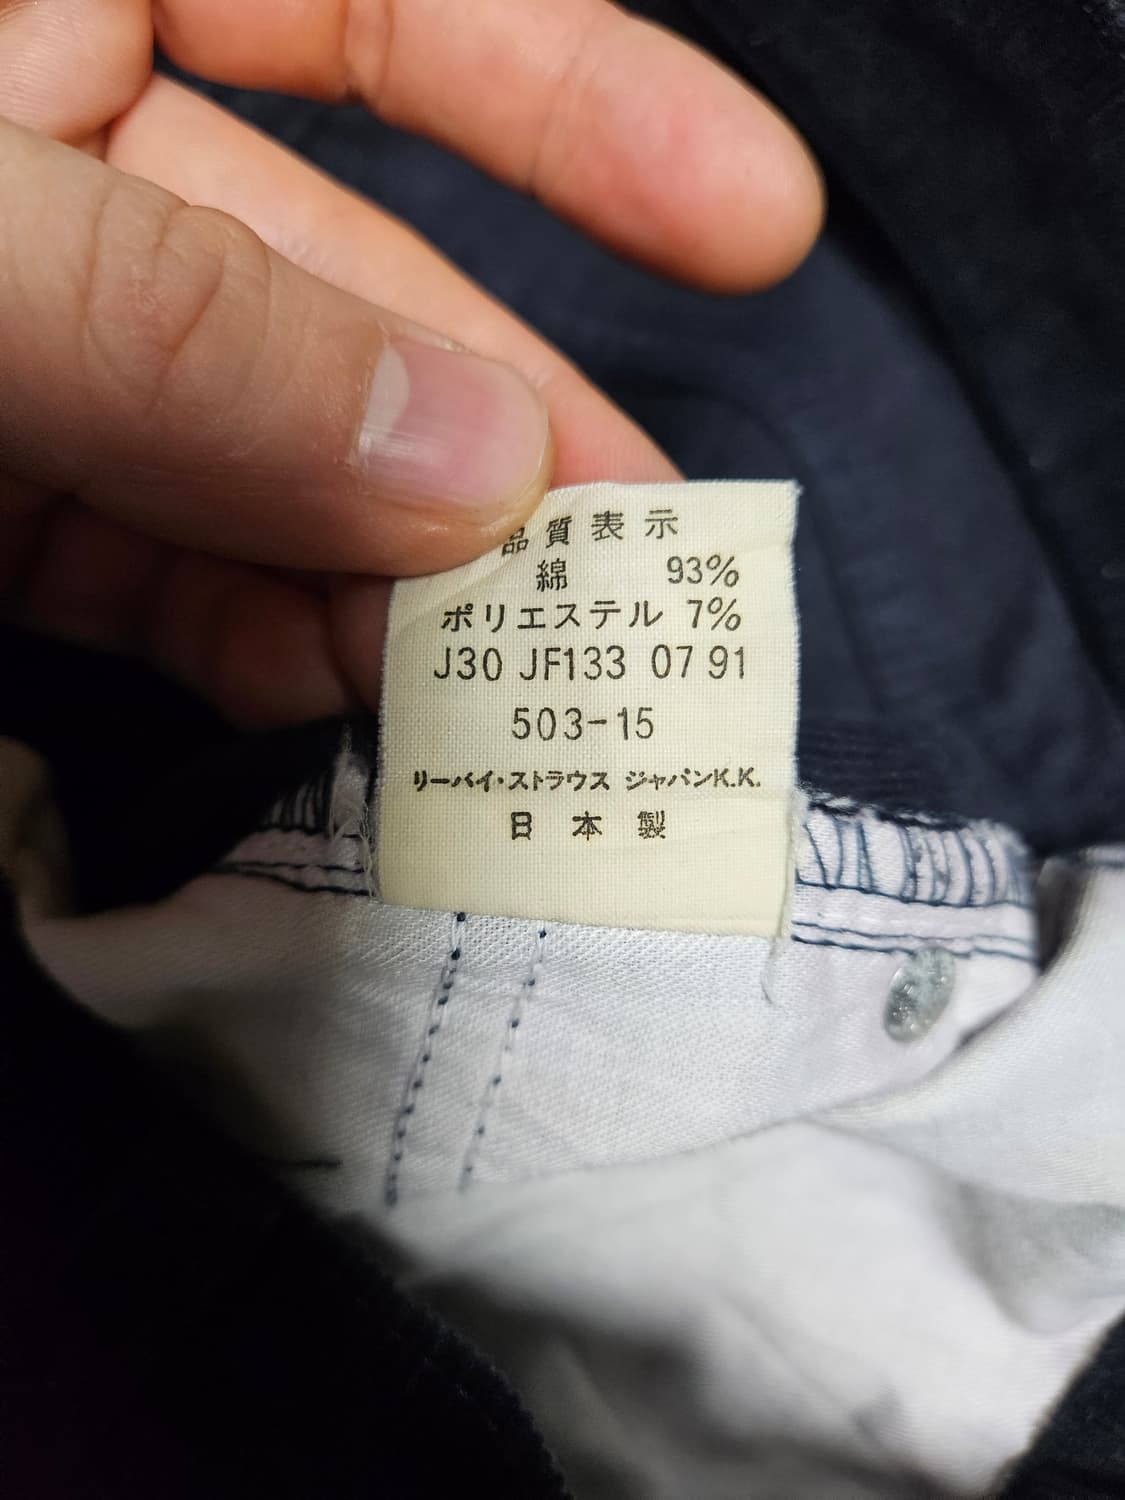 品質表示
綿 93%
ポリエステル 7%
J30 JF133 07 91
503-15
リーバイ・ストラウス ジャパンK.K.
日本製